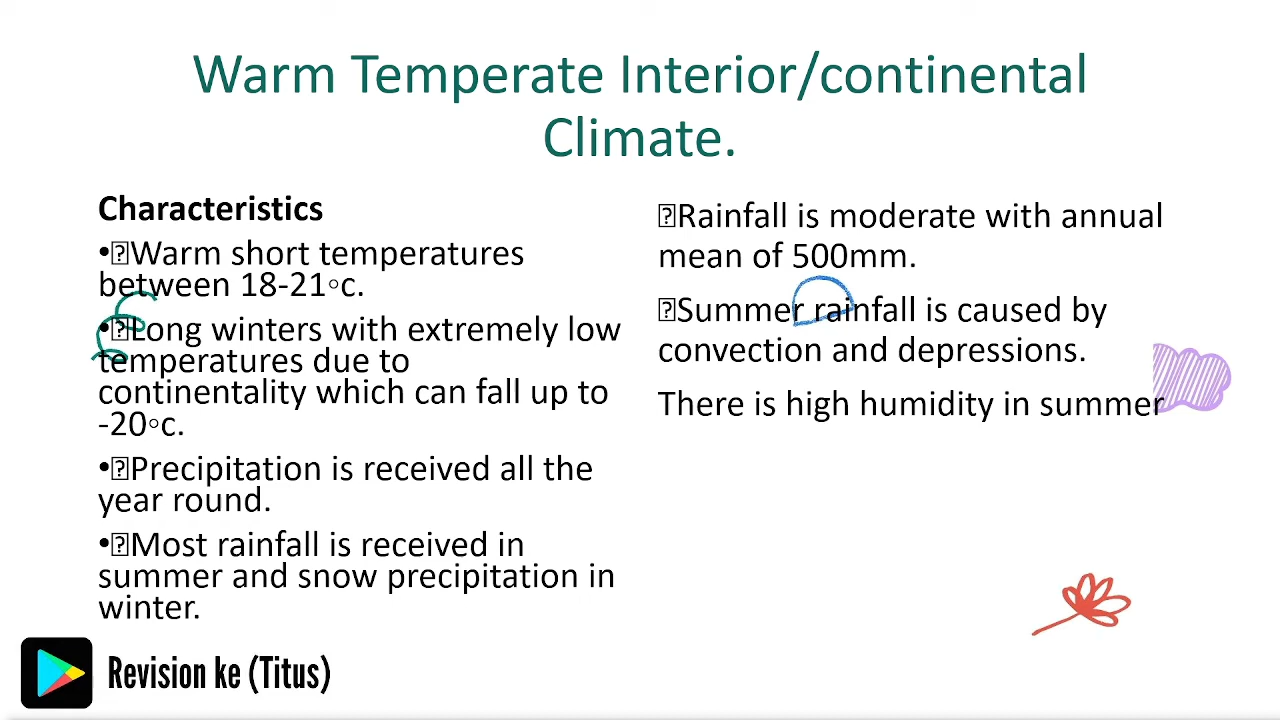 Warm Temperate Interior/continental
Climate.
Characteristics
•⍰Warm short temperatures
between 18-21◦c.
•⍰Long winters with extremely low
temperatures due to
continentality which can fall up to
-20◦c.
•⍰Precipitation is received all the
year round.
•⍰Most rainfall is received in
summer and snow precipitation in
winter.
⍰Rainfall is moderate with annual
mean of 500mm.
⍰Summer rainfall is caused by
convection and depressions.
There is high humidity in summer
Revision ke (Titus)